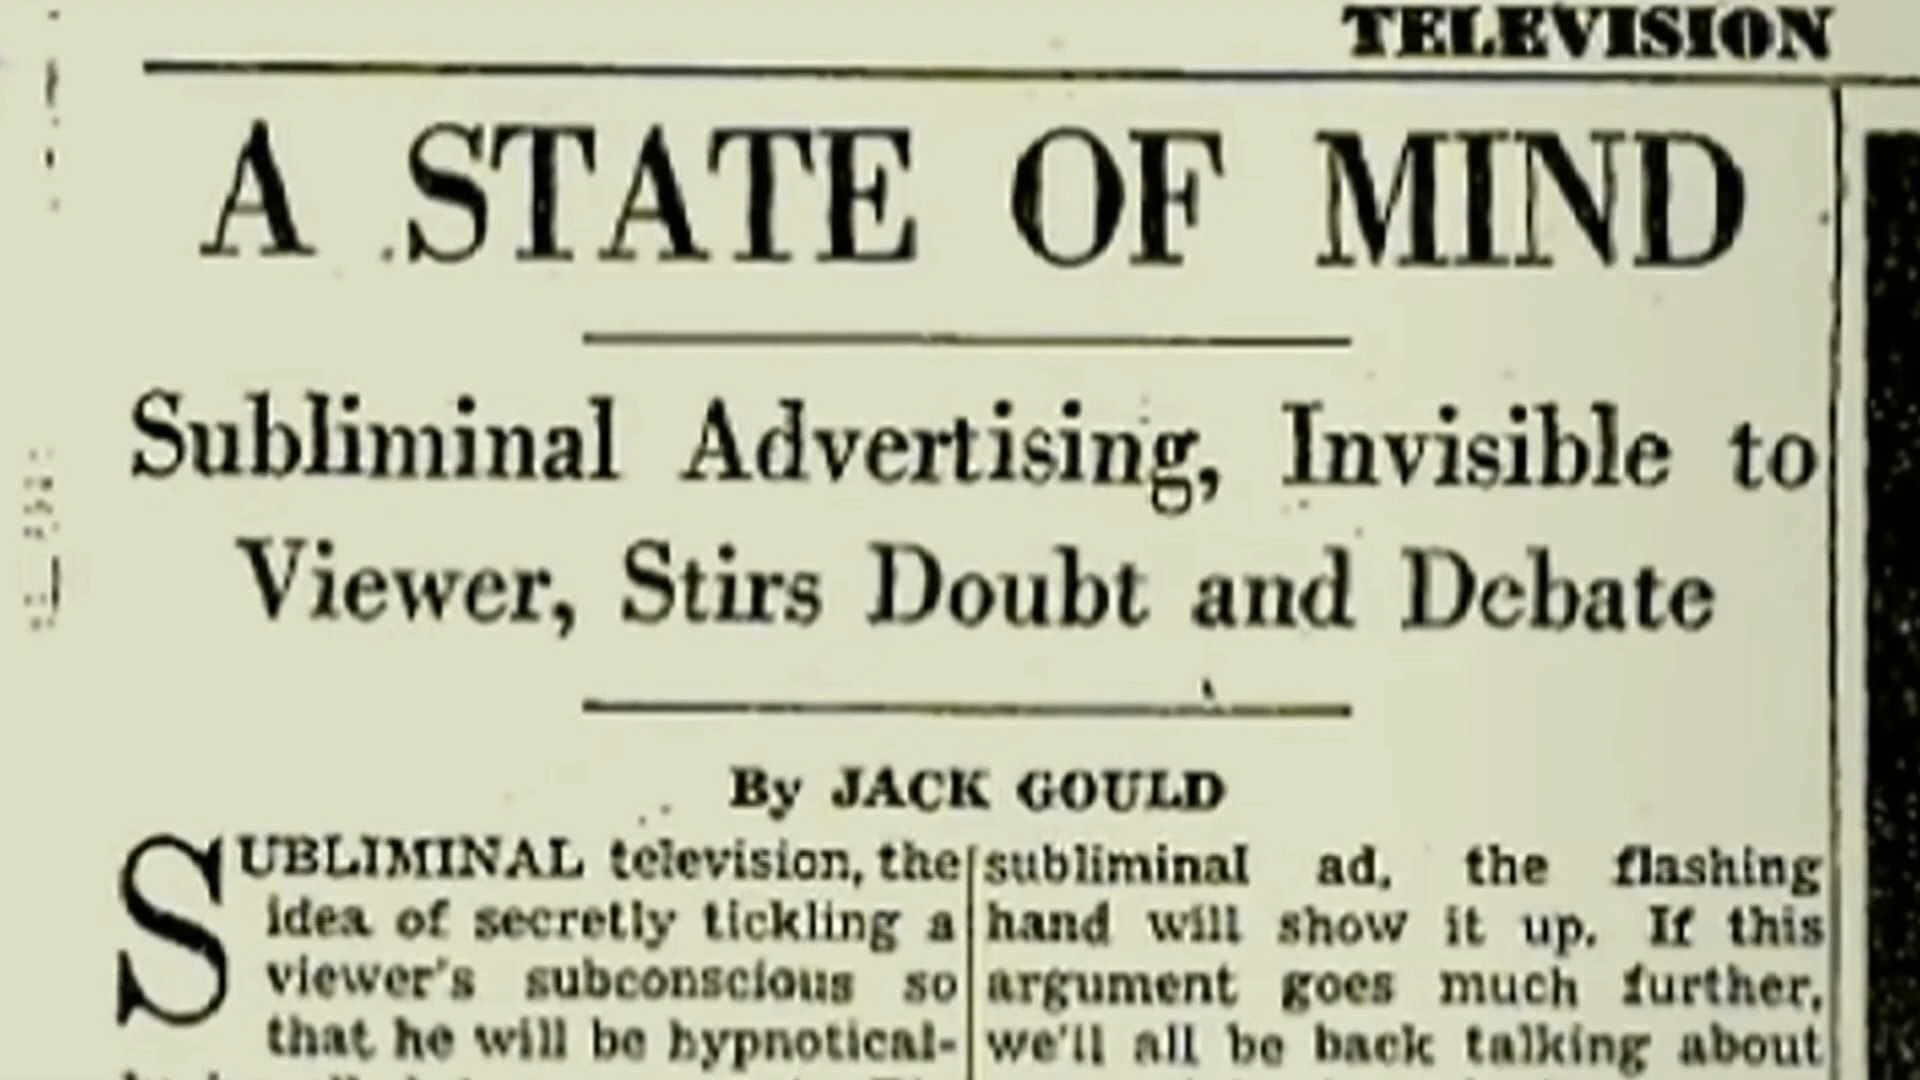 TELEVISION
A STATE OF MIND
Subliminal Advertising, Invisible to
Viewer, Stirs Doubt and Debate
By JACK GOULD
SUBLIMINAL television, the
idea of secretly tickling a
viewer's subconscious so
that he will be hypnotical-
subliminal ad, the flashing
hand will show it up. If this
argument goes much further,
we'll all be back talking about